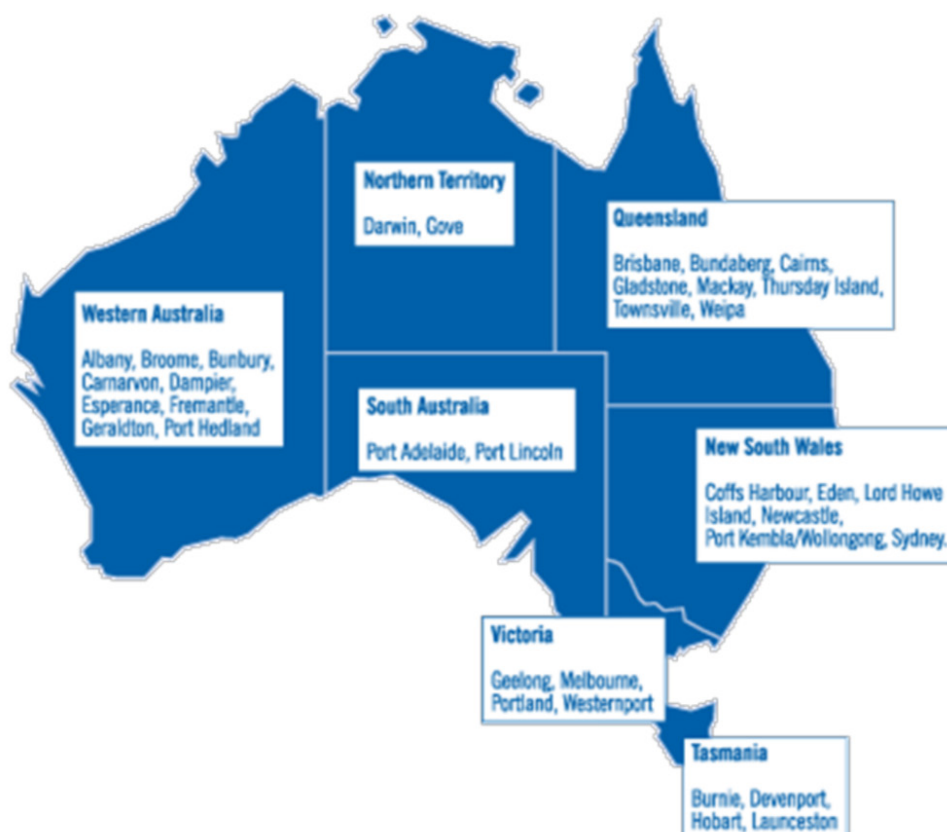 Northern Territory
Darwin, Gove
Queensland
Brisbane, Bundaberg, Cairns,
Gladstone, Mackay, Thursday Island,
Townsville, Weipa
Western Australia
Albany, Broome, Bunbury,
Carnarvon, Dampier,
Esperance, Fremantle,
Geraldton, Port Hedland
South Australia
Port Adelaide, Port Lincoln
New South Wales
Coffs Harbour, Eden, Lord Howe
Island, Newcastle,
Port Kembla/Wollongong, Sydney.
Victoria
Geelong, Melbourne,
Portland, Westernport
Tasmania
Burnie, Devenport,
Hobart, Launceston